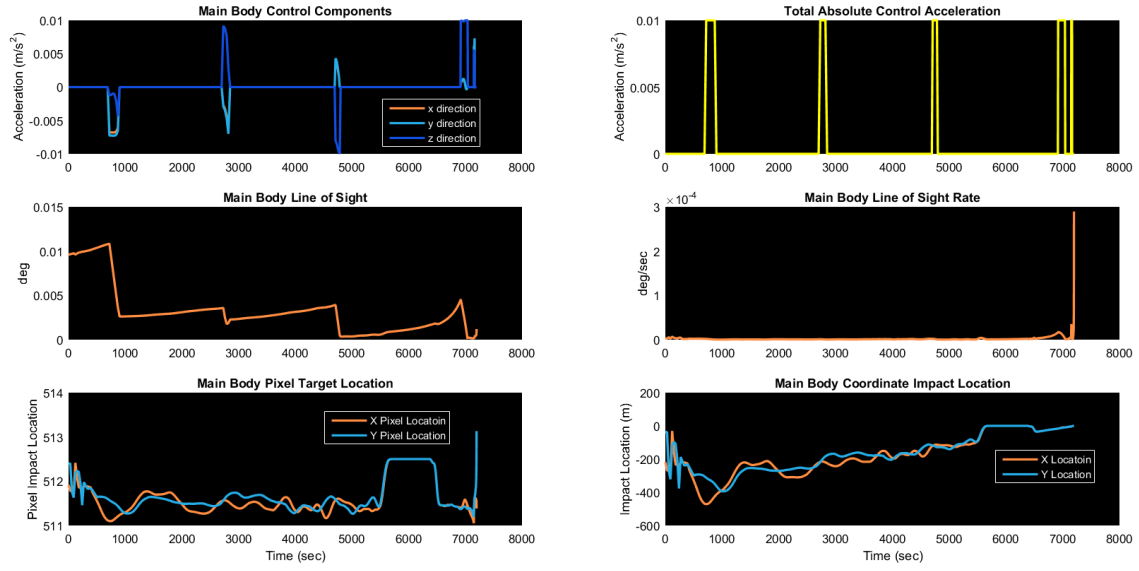 Main Body Control Components
Acceleration (m/s²)
0.01
0.005
0
-0.005
-0.01
x direction
y direction
z direction
0 1000 2000 3000 4000 5000 6000 7000 8000
Total Absolute Control Acceleration
Acceleration (m/s²)
0.01
0.005
0
0 1000 2000 3000 4000 5000 6000 7000 8000
Main Body Line of Sight
deg
0.015
0.01
0.005
0
0 1000 2000 3000 4000 5000 6000 7000 8000
Main Body Line of Sight Rate
×10⁻⁴
deg/sec
3
2
1
0
0 1000 2000 3000 4000 5000 6000 7000 8000
Main Body Pixel Target Location
Pixel Impact Location
514
513
512
511
X Pixel Locatoin
Y Pixel Location
0 1000 2000 3000 4000 5000 6000 7000 8000
Time (sec)
Main Body Coordinate Impact Location
Impact Location (m)
200
0
-200
-400
-600
X Locatoin
Y Location
0 1000 2000 3000 4000 5000 6000 7000 8000
Time (sec)